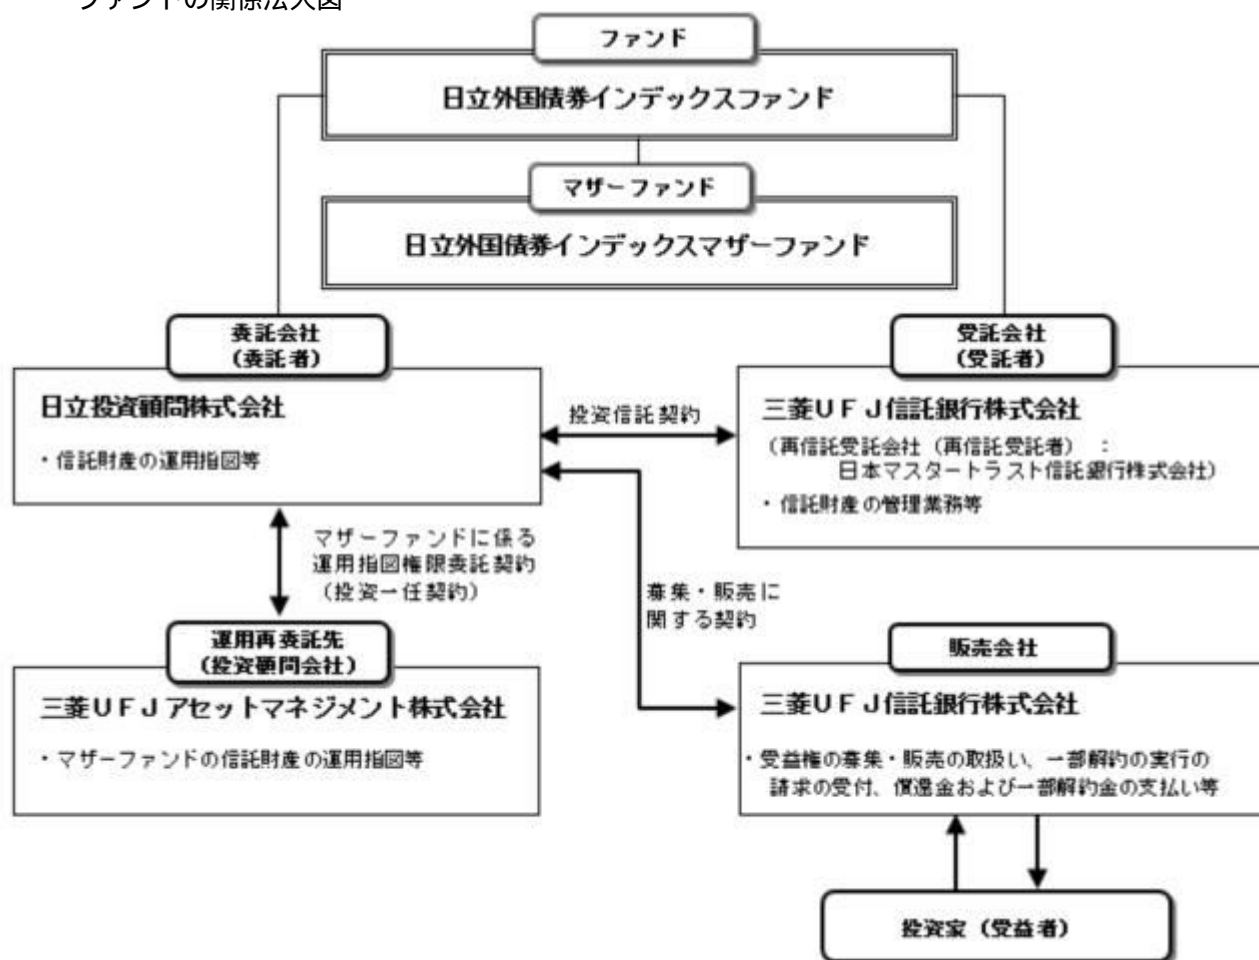 ファンドの関係法人図
ファンド
日立外国債券インデックスファンド
マザーファンド
日立外国債券インデックスマザーファンド
委託会社
（委託者）
日立投資顧問株式会社
・信託財産の運用指図等
投資信託契約
受託会社
（受託者）
三菱ＵＦＪ信託銀行株式会社
（再信託受託会社（再信託受託者）：
日本マスタートラスト信託銀行株式会社）
・信託財産の管理業務等
マザーファンドに係る
運用指図権限委託契約
（投資一任契約）
募集・販売に
関する契約
運用再委託先
（投資顧問会社）
三菱ＵＦＪアセットマネジメント株式会社
・マザーファンドの信託財産の運用指図等
販売会社
三菱ＵＦＪ信託銀行株式会社
・受益権の募集・販売の取扱い、一部解約の実行の
請求の受付、償還金および一部解約金の支払い等
投資家（受益者）